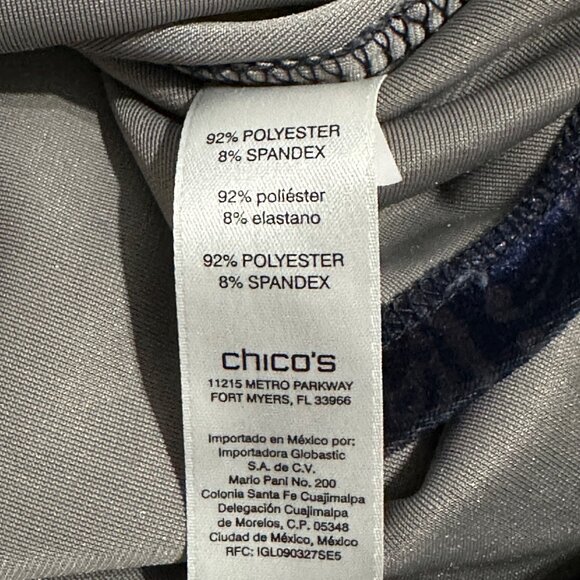 92% POLYESTER
8% SPANDEX
92% poliéster
8% elastano
92% POLYESTER
8% SPANDEX
chico's
11215 METRO PARKWAY
FORT MYERS, FL 33966
Importado en México por:
Importadora Globastic
S.A. de C.V.
Mario Pani No. 200
Colonia Santa Fe Cuajimalpa
Delegación Cuajimalpa
de Morelos, C.P. 05348
Ciudad de México, México
RFC: IGL090327SE5